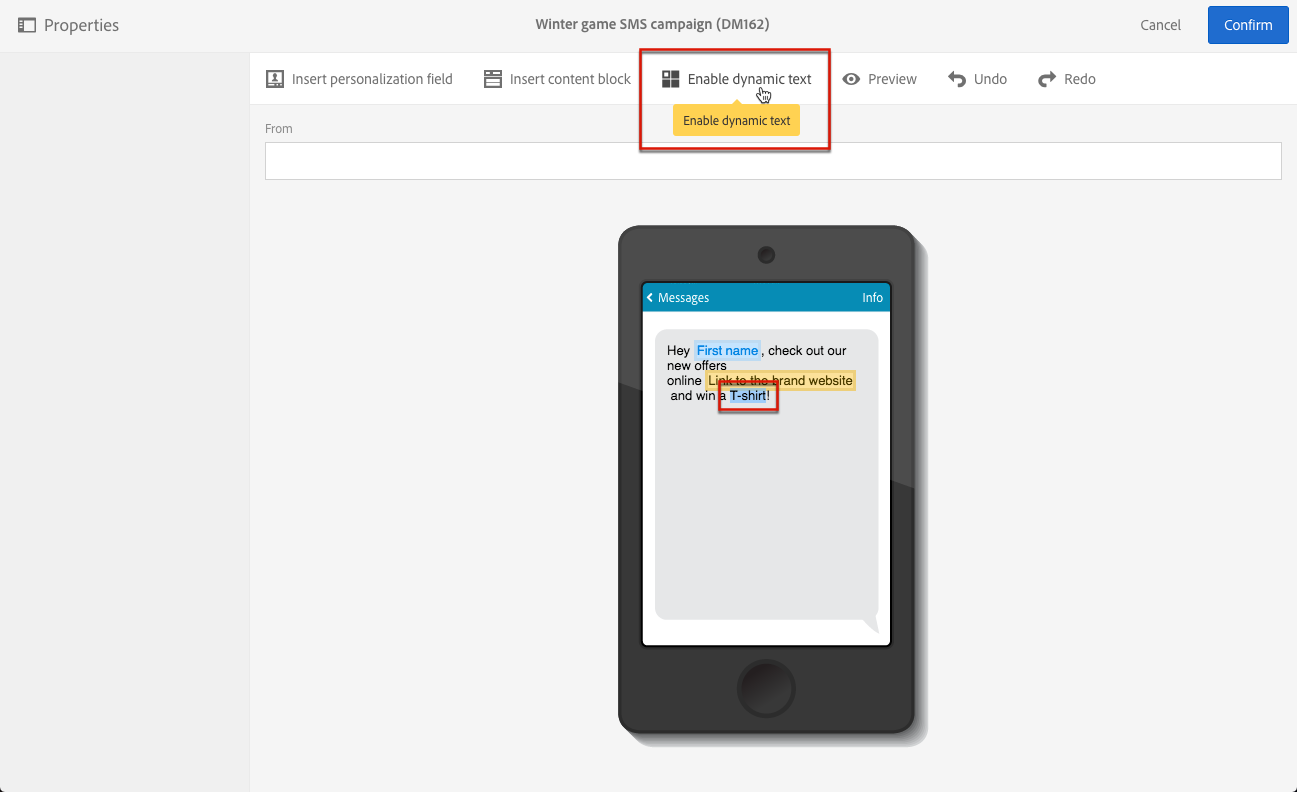 Properties
Winter game SMS campaign (DM162)
Cancel
Confirm
Insert personalization field
Insert content block
Enable dynamic text
Preview
Undo
Redo
Enable dynamic text
From
Messages
Info
Hey First name , check out our
new offers
online Link to the brand website
and win a T-shirt!